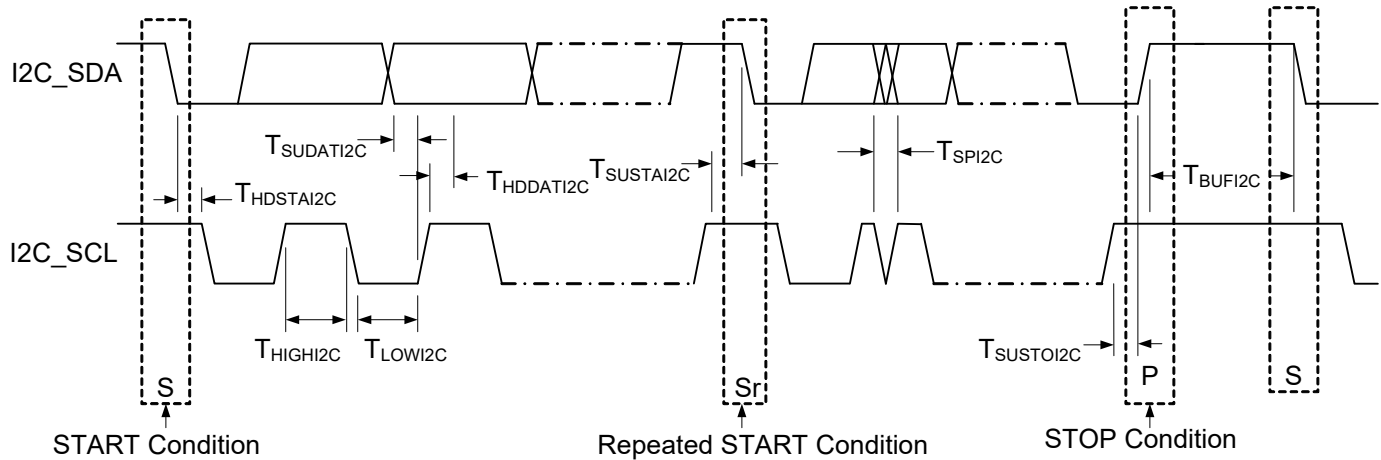 I2C_SDA
TSUDATI2C
THDDATI2C
TSUSTAI2C
TSPI2C
TBUFI2C
THDSTAI2C
I2C_SCL
THIGHI2C
TLOWI2C
TSUSTOI2C
S
Sr
P
S
START Condition
Repeated START Condition
STOP Condition